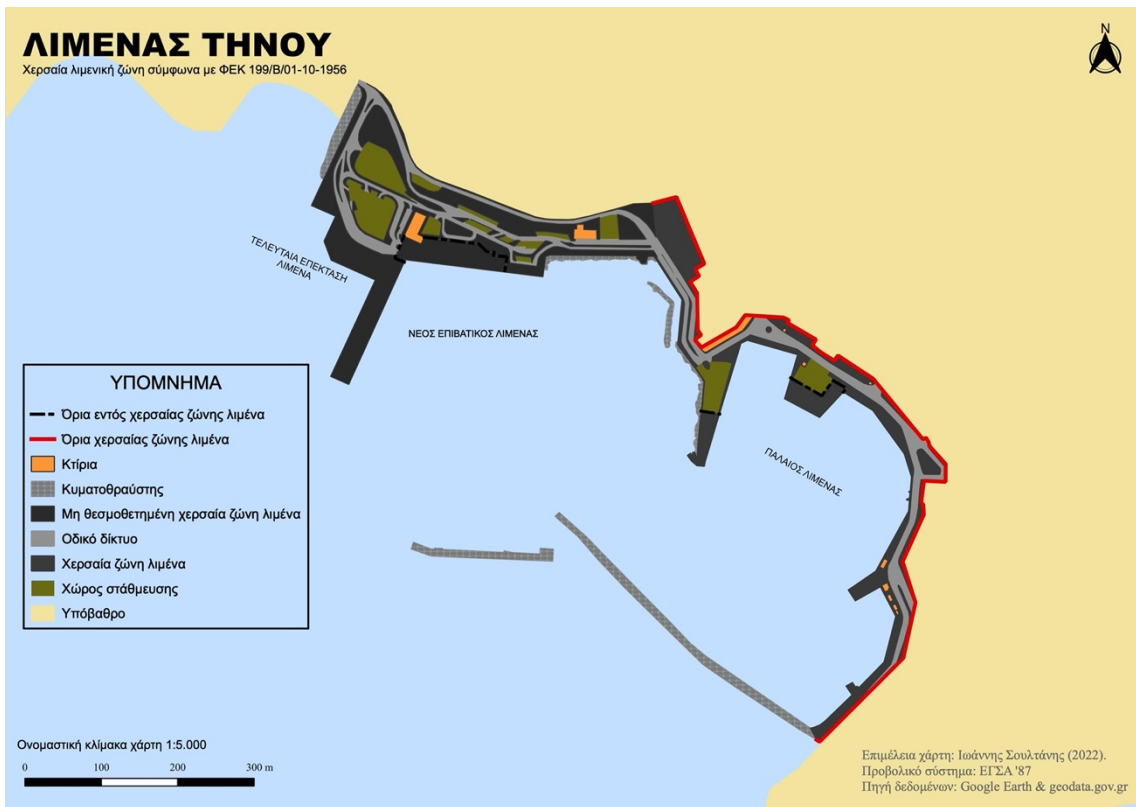 ΛΙΜΕΝΑΣ ΤΗΝΟΥ
Χερσαία λιμενική ζώνη σύμφωνα με ΦΕΚ 199/Β/01-10-1956
N
ΤΕΛΕΥΤΑΙΑ ΕΠΕΚΤΑΣΗ
ΛΙΜΕΝΑ
ΝΕΟΣ ΕΠΙΒΑΤΙΚΟΣ ΛΙΜΕΝΑΣ
ΠΑΛΑΙΟΣ ΛΙΜΕΝΑΣ
ΥΠΟΜΝΗΜΑ
Όρια εντός χερσαίας ζώνης λιμένα
Όρια χερσαίας ζώνης λιμένα
Κτίρια
Κυματοθραύστης
Μη θεσμοθετημένη χερσαία ζώνη λιμένα
Οδικό δίκτυο
Χερσαία ζώνη λιμένα
Χώρος στάθμευσης
Υπόβαθρο
Ονομαστική κλίμακα χάρτη 1:5.000
0 100 200 300 m
Επιμέλεια χάρτη: Ιωάννης Σουλτάνης (2022).
Προβολικό σύστημα: ΕΓΣΑ '87
Πηγή δεδομένων: Google Earth & geodata.gov.gr